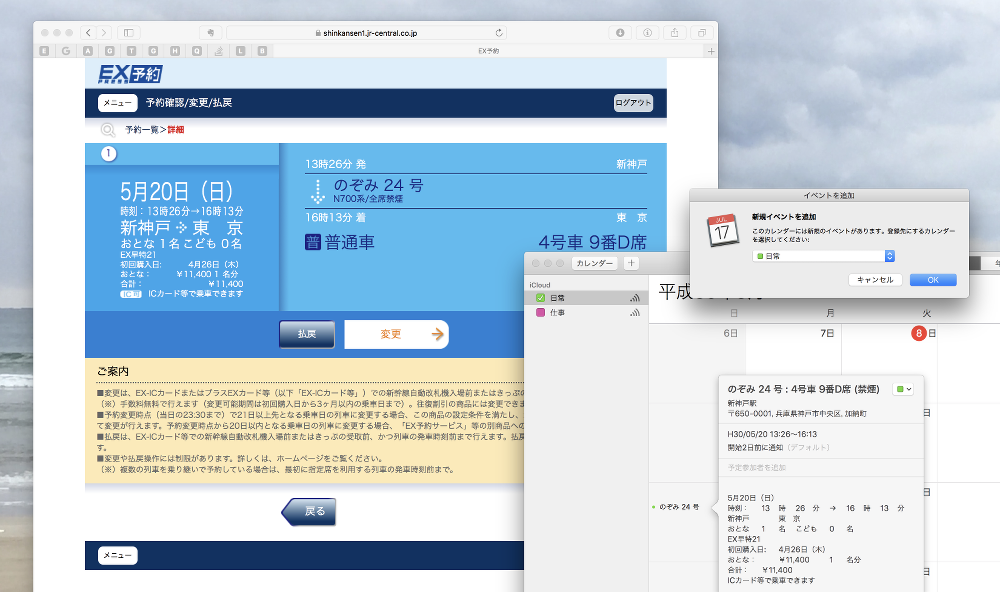 shinkansen1.jr-central.co.jp
E G A G T G H Q L R
EX予約
EX予約
メニュー 予約確認/変更/払戻 ログアウト
予約一覧>詳細
1
5月20日（日）
時刻：13時26分→16時13分
新神戸 東 京
おとな 1名 こども 0名
EX早特21
初回購入日: 4月26日（木）
おとな： ￥11,400 1 名分
合計： ￥11,400
IC 可 ICカード等で乗車できます
13時26分 発 新神戸
のぞみ 24 号
N700系/全席禁煙
16時13分 着 東 京
普 普通車 4号車 9番D席
払戻
変更
ご案内
■変更は、EX-ICカードまたはプラスEXカード等（以下「EX-ICカード等」）での新幹線自動改札機入場前またはきっぷの
（※）手数料無料で行えます（変更可能期間は初回購入日から3ヶ月以内の乗車日まで）。往復割引の商品には変更できま
■予約変更時点（当日の23:30まで）で21日以上先となる乗車日の列車に変更する場合、この商品の設定条件を満たし、
て変更が行えます。予約変更時点から20日以内となる乗車日の列車に変更する場合、「EX予約サービス」等の別商品への
■払戻は、EX-IC カード等での新幹線自動改札機入場前またはきっぷの受取前、かつ列車の発車時刻前まで行えます。払戻
す。
■変更や払戻操作には制限があります。詳しくは、ホームページをご覧ください。
（※）複数の列車を乗り継いで予約している場合は、最初に指定席を利用する列車の発車時刻前まで。
戻る
メニュー
イベントを追加
JUL
17
新規イベントを追加
このカレンダーには新規のイベントがあります。登録先にするカレンダー
を選択してください:
日常
キャンセル OK
カレンダー + 年
iCloud
日常
仕事
平成
日 月 火
6日 7日 8日
日
日
日
のぞみ 24 号
のぞみ 24 号 : 4号車 9番D席 (禁煙)
新神戸駅
〒650-0001, 兵庫県神戸市中央区, 加納町
H30/05/20 13:26～16:13
開始2日前に通知（デフォルト）
予定参加者を追加
5月20日（日）
時刻： 13 時 26 分 → 16 時 13 分
新神戸 東 京
おとな 1 名 こども 0 名
EX早特21
初回購入日: 4月26日（木）
おとな： ￥11,400 1 名分
合計： ￥11,400
ICカード等で乗車できます